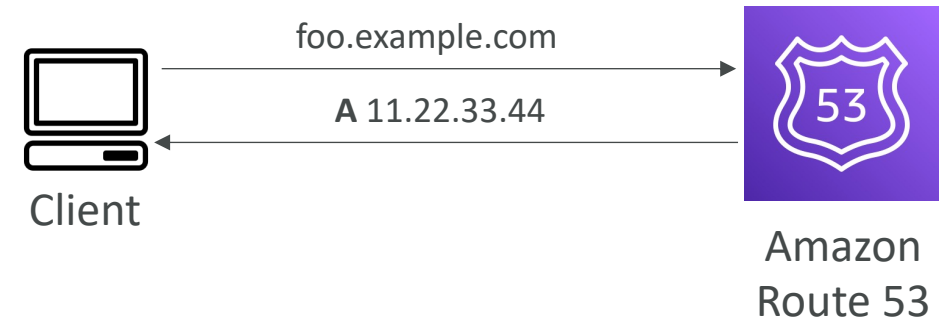 foo.example.com
A 11.22.33.44
53
Client
Amazon
Route 53